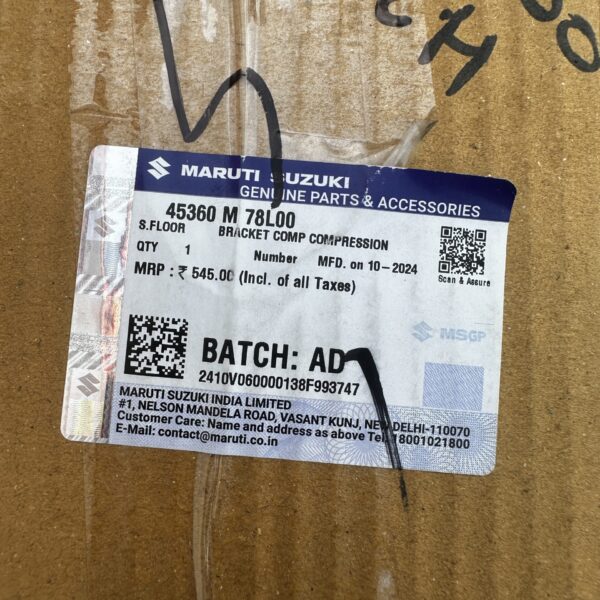 H
MARUTI SUZUKI
GENUINE PARTS & ACCESSORIES
45360 M 78L00
S.FLOOR BRACKET COMP COMPRESSION
QTY 1 Number MFD. on 10-2024
MRP : ₹ 545.00 (Incl. of all Taxes)
Scan & Assure
MSGP
BATCH: AD
2410V060000138F993747
MARUTI SUZUKI INDIA LIMITED
#1, NELSON MANDELA ROAD, VASANT KUNJ, NEW DELHI-110070
Customer Care: Name and address as above Tel. 18001021800
E-Mail: contact@maruti.co.in